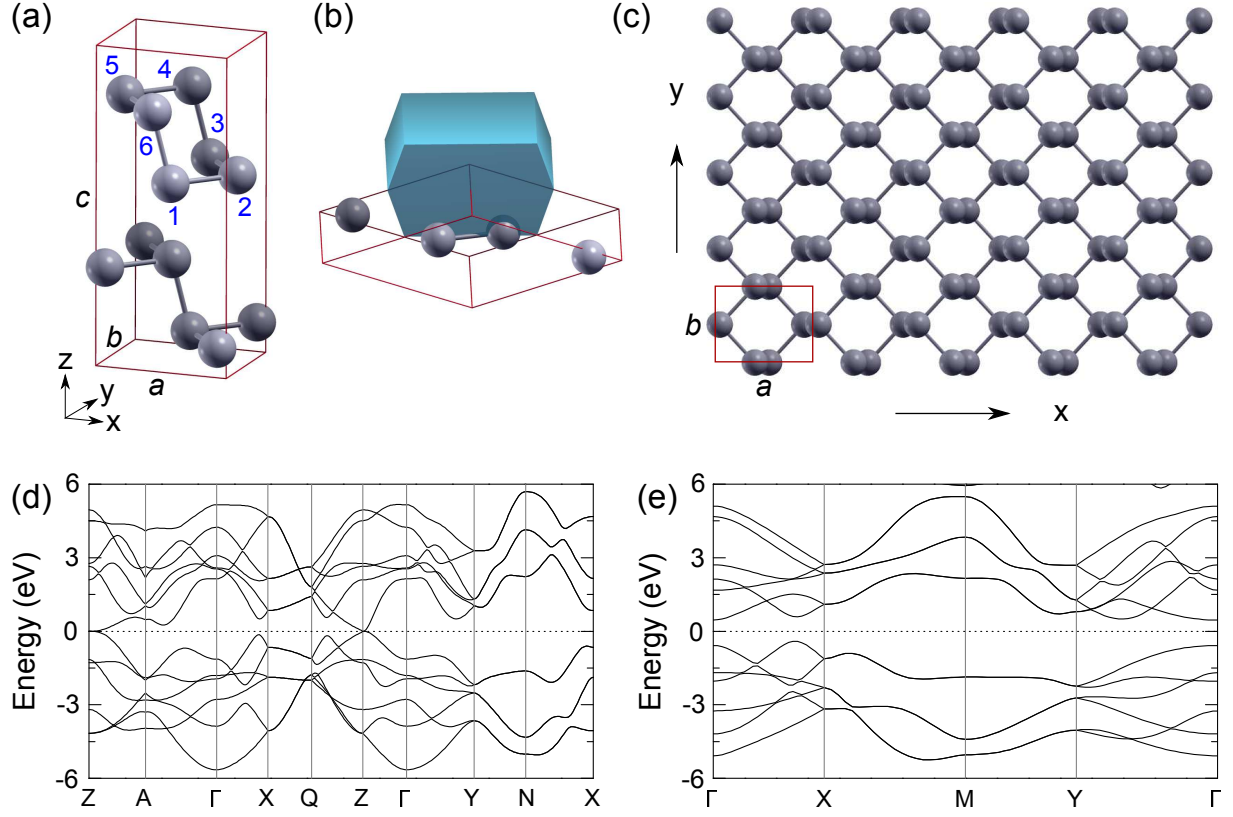 (a)
(b)
(c)
5 4
3
6
1 2
c
b
a
z
y
x
y
b
a
x
(d)
Energy (eV)
6
3
0
-3
-6
Z A Γ X Q Z Γ Y N X
(e)
Energy (eV)
6
3
0
-3
-6
Γ X M Y Γ